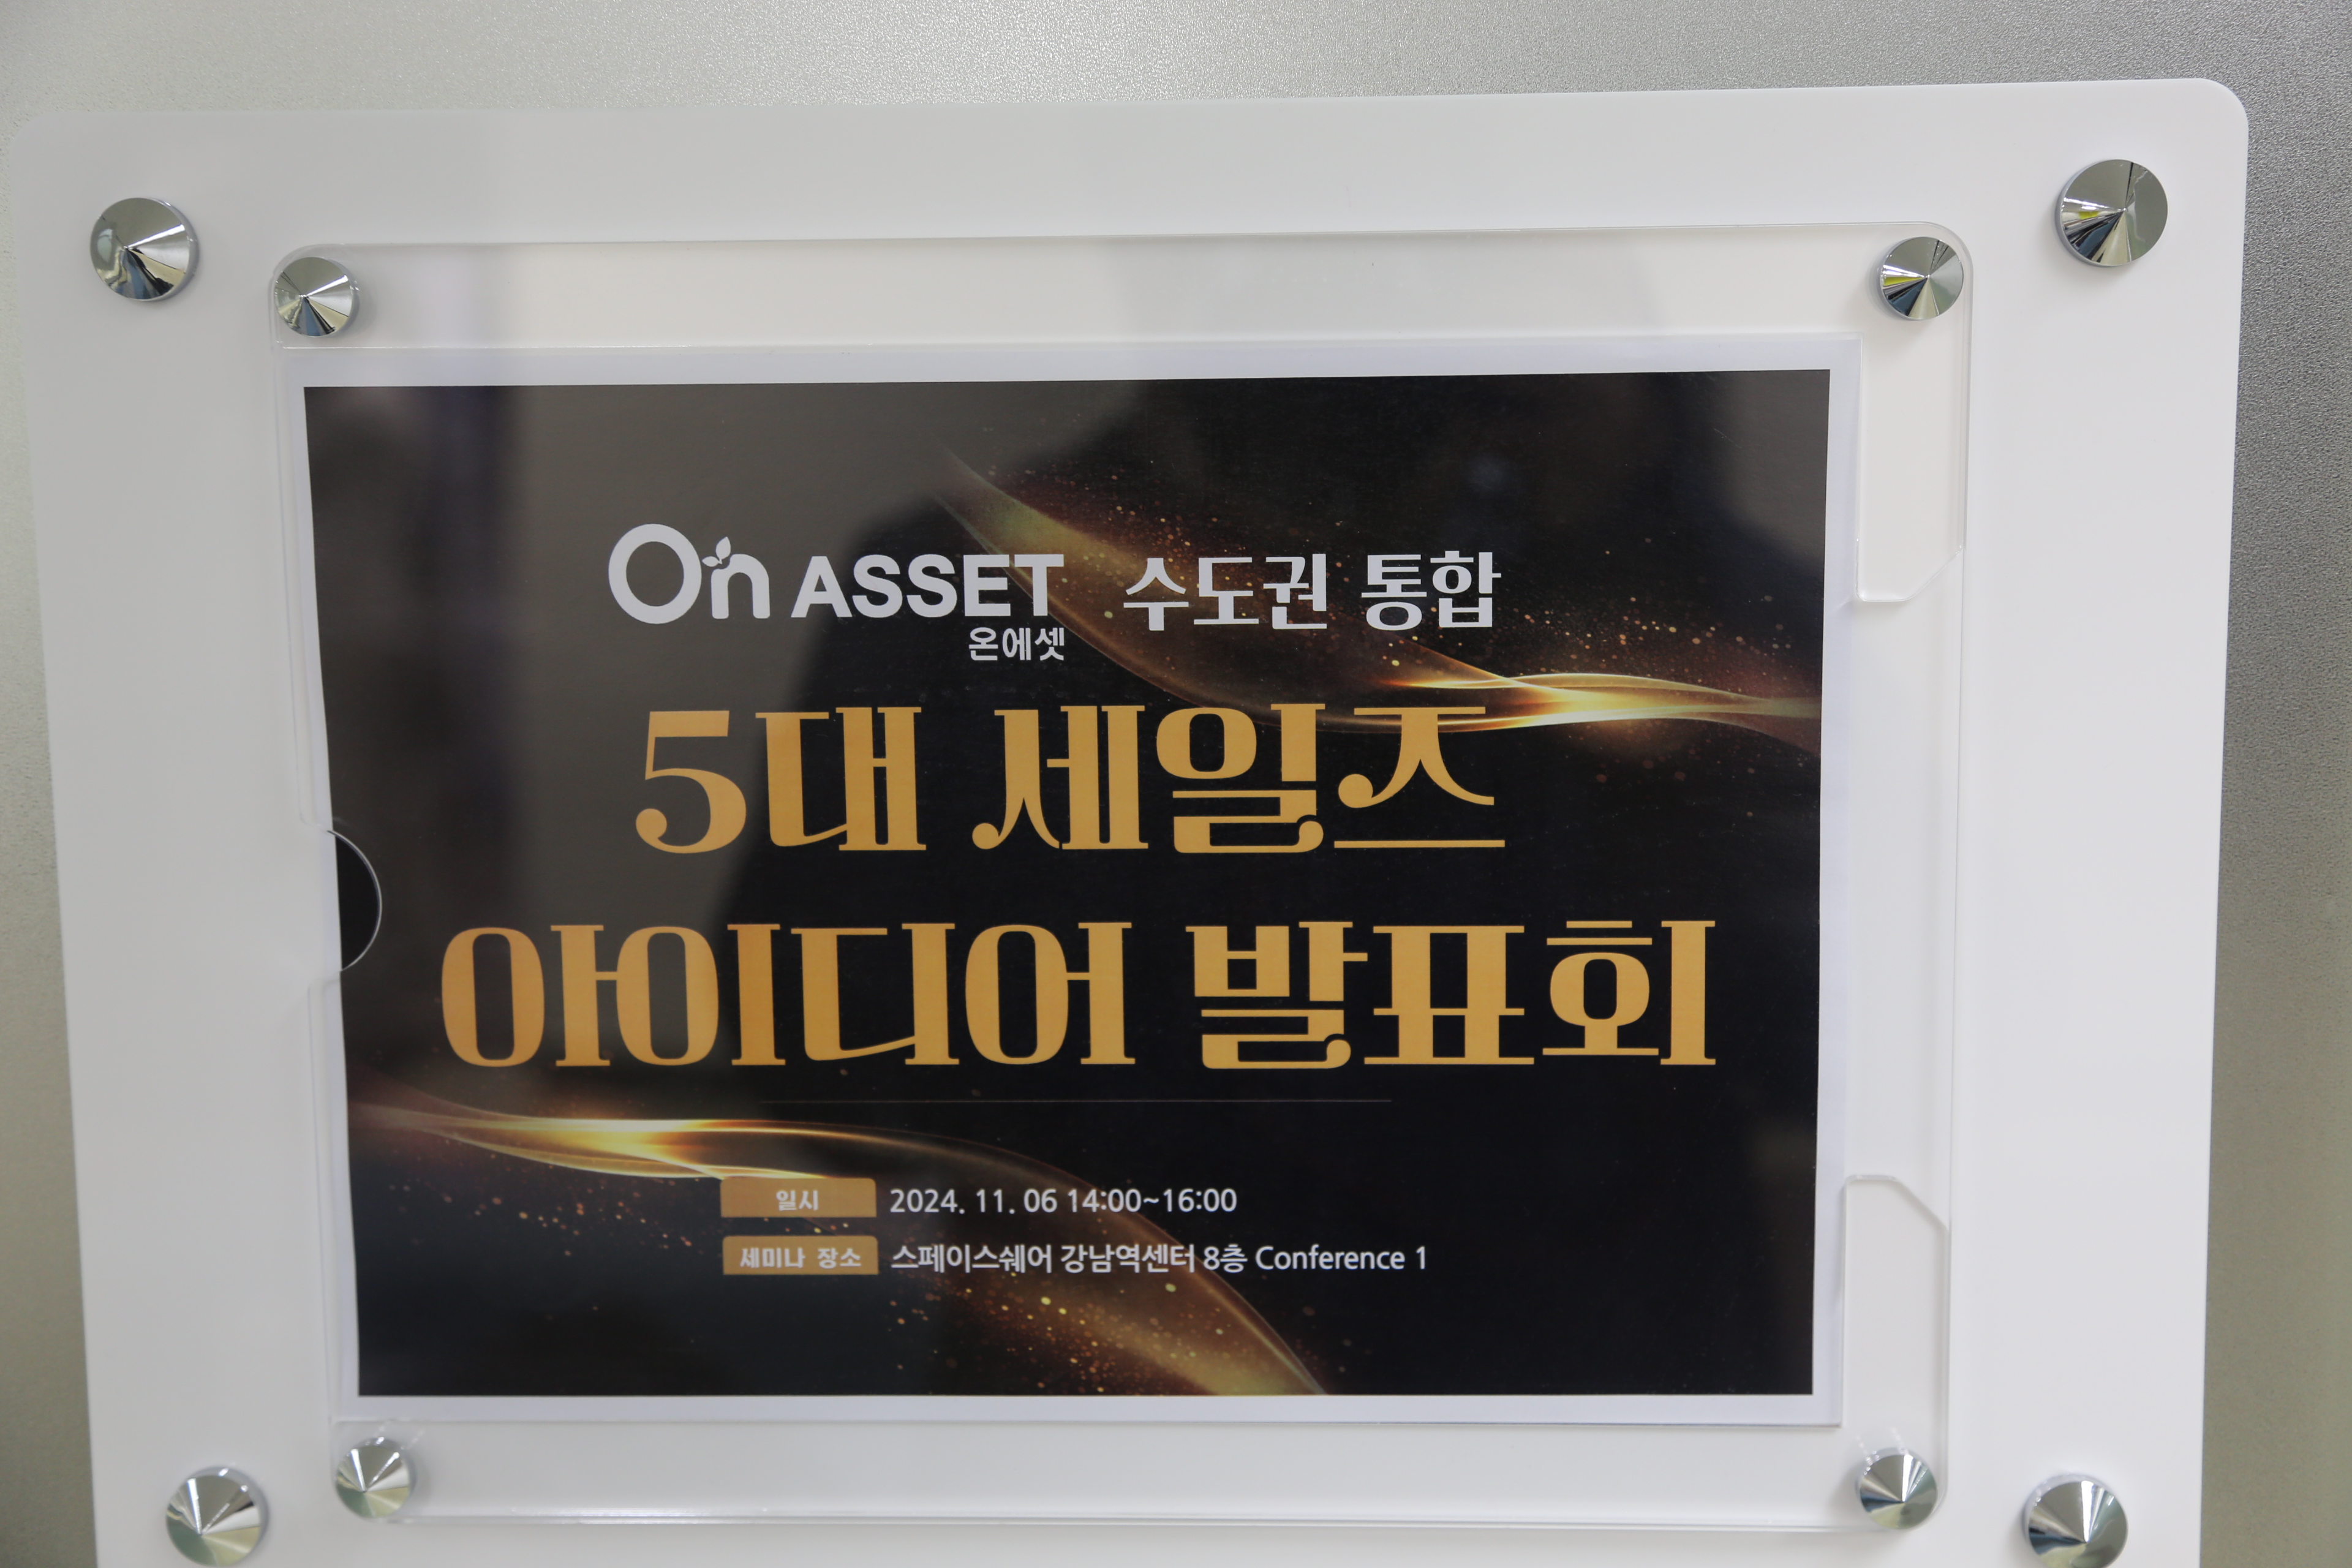 On ASSET 수도권 통합
온에셋
5대 세일즈
아이디어 발표회
일시 2024. 11. 06 14:00~16:00
세미나 장소 스페이스쉐어 강남역센터 8층 Conference 1